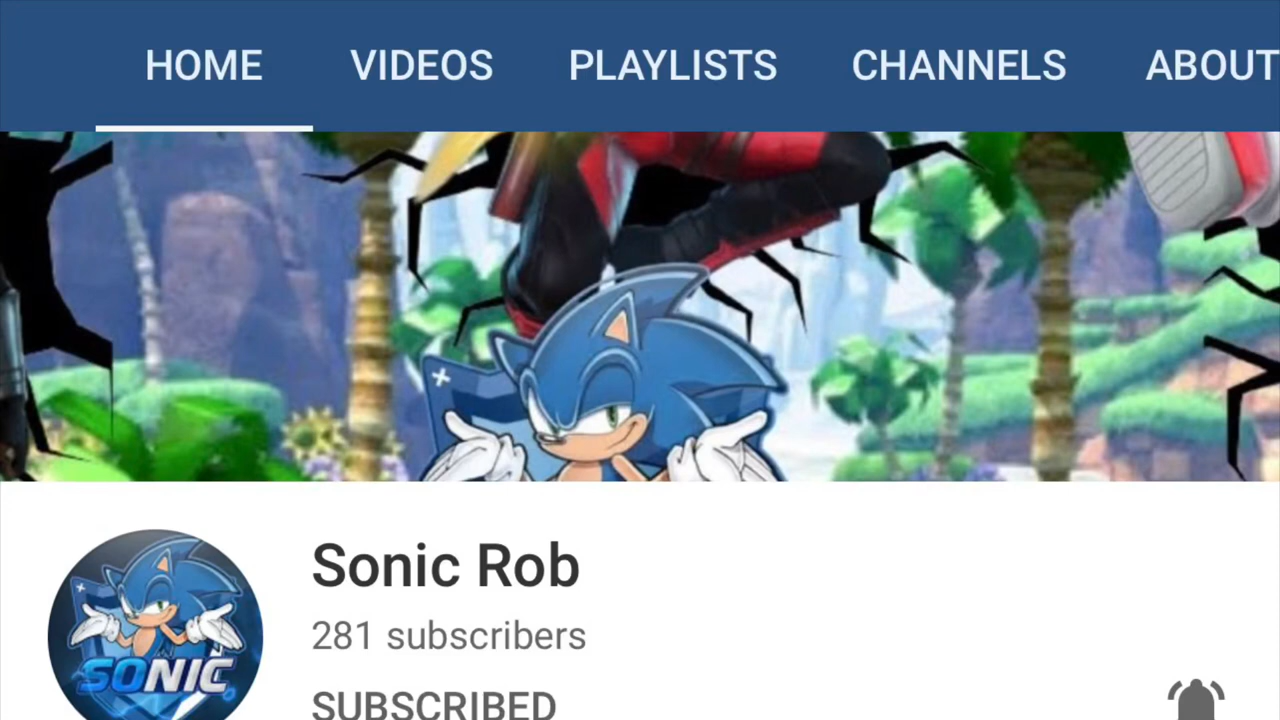 HOME VIDEOS PLAYLISTS CHANNELS ABOUT
Sonic Rob
281 subscribers
SONIC
SUBSCRIBED